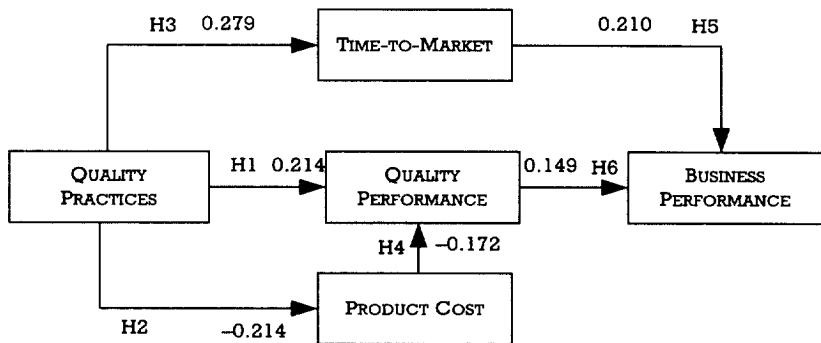 H3 0.279
TIME-TO-MARKET
0.210 H5
QUALITY
PRACTICES
H1 0.214
QUALITY
PERFORMANCE
0.149 H6
BUSINESS
PERFORMANCE
H4 –0.172
H2 –0.214
PRODUCT COST